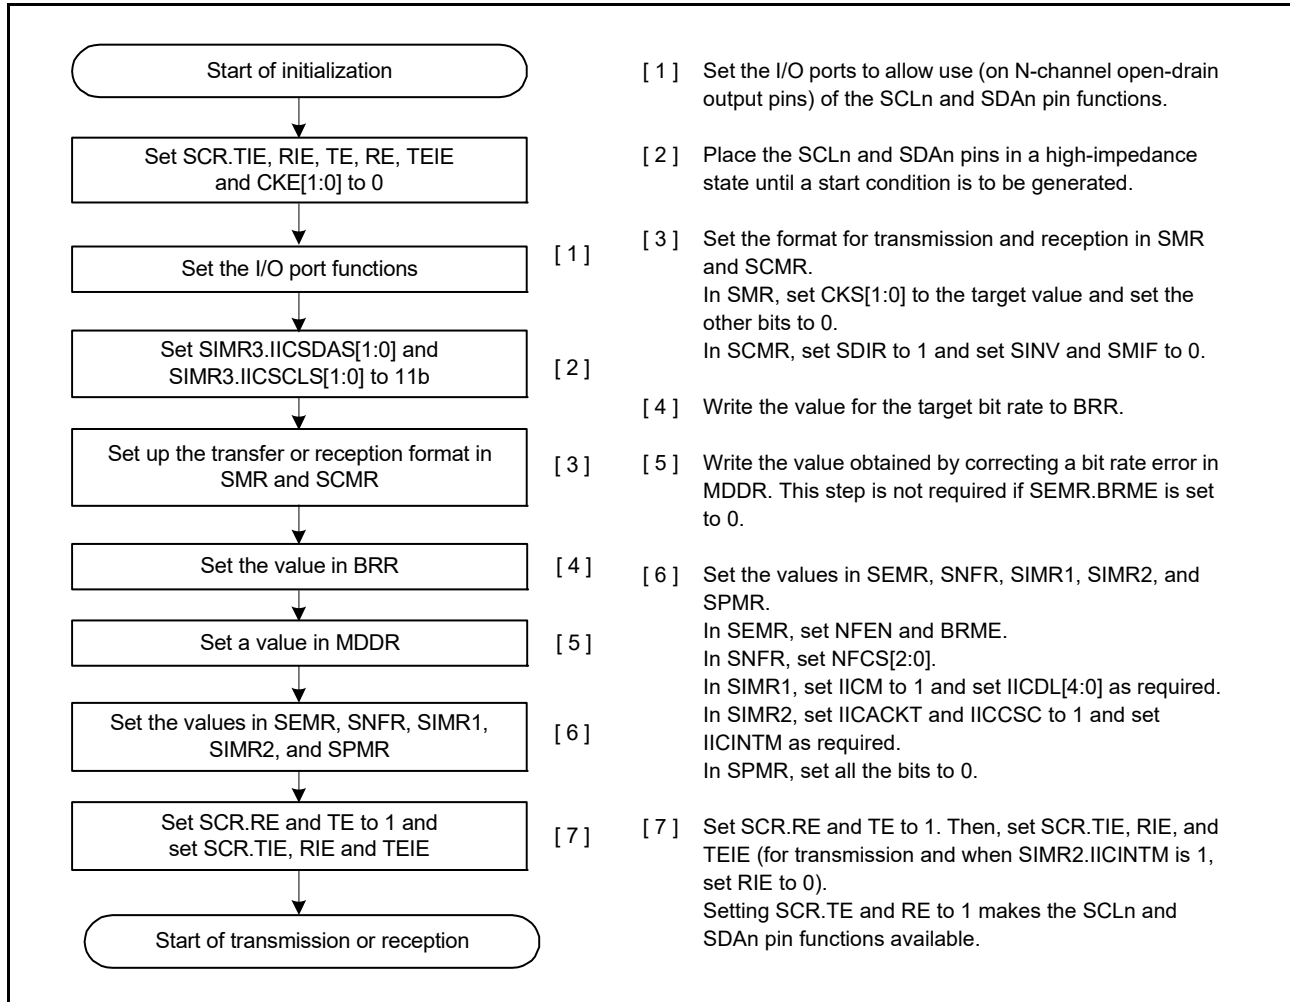 Start of initialization
Set SCR.TIE, RIE, TE, RE, TEIE
and CKE[1:0] to 0
Set the I/O port functions
[ 1 ]
Set SIMR3.IICSDAS[1:0] and
SIMR3.IICSCLS[1:0] to 11b
[ 2 ]
Set up the transfer or reception format in
SMR and SCMR
[ 3 ]
Set the value in BRR
[ 4 ]
Set a value in MDDR
[ 5 ]
Set the values in SEMR, SNFR, SIMR1,
SIMR2, and SPMR
[ 6 ]
Set SCR.RE and TE to 1 and
set SCR.TIE, RIE and TEIE
[ 7 ]
Start of transmission or reception
[ 1 ] Set the I/O ports to allow use (on N-channel open-drain
output pins) of the SCLn and SDAn pin functions.
[ 2 ] Place the SCLn and SDAn pins in a high-impedance
state until a start condition is to be generated.
[ 3 ] Set the format for transmission and reception in SMR
and SCMR.
In SMR, set CKS[1:0] to the target value and set the
other bits to 0.
In SCMR, set SDIR to 1 and set SINV and SMIF to 0.
[ 4 ] Write the value for the target bit rate to BRR.
[ 5 ] Write the value obtained by correcting a bit rate error in
MDDR. This step is not required if SEMR.BRME is set
to 0.
[ 6 ] Set the values in SEMR, SNFR, SIMR1, SIMR2, and
SPMR.
In SEMR, set NFEN and BRME.
In SNFR, set NFCS[2:0].
In SIMR1, set IICM to 1 and set IICDL[4:0] as required.
In SIMR2, set IICACKT and IICCSC to 1 and set
IICINTM as required.
In SPMR, set all the bits to 0.
[ 7 ] Set SCR.RE and TE to 1. Then, set SCR.TIE, RIE, and
TEIE (for transmission and when SIMR2.IICINTM is 1,
set RIE to 0).
Setting SCR.TE and RE to 1 makes the SCLn and
SDAn pin functions available.